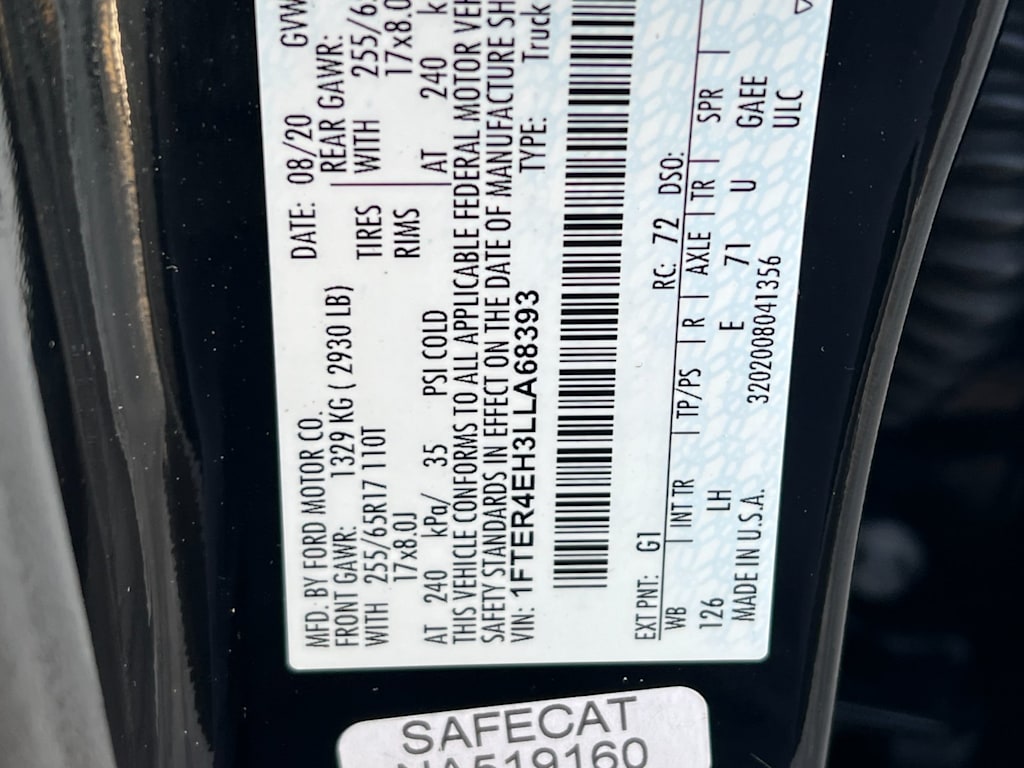 MFD. BY FORD MOTOR CO.
DATE: 08/20 GVW
FRONT GAWR: 1329 KG ( 2930 LB)
REAR GAWR:
WITH 255/65R17 110T
TIRES
WITH 255/6
17x8.0J
RIMS
17x8.0
AT 240 kPa/ 35 PSI COLD
AT 240 k
THIS VEHICLE CONFORMS TO ALL APPLICABLE FEDERAL MOTOR VEH
SAFETY STANDARDS IN EFFECT ON THE DATE OF MANUFACTURE SH
VIN: 1FTER4EH3LLA68393
TYPE: Truck
EXT PNT: G1
RC: 72 DSO:
WB | INT TR | TP/PS | R | AXLE | TR | SPR |
126 LH E 71 U GAEE
MADE IN U.S.A.
3202008041356
ULC
SAFECAT
519160